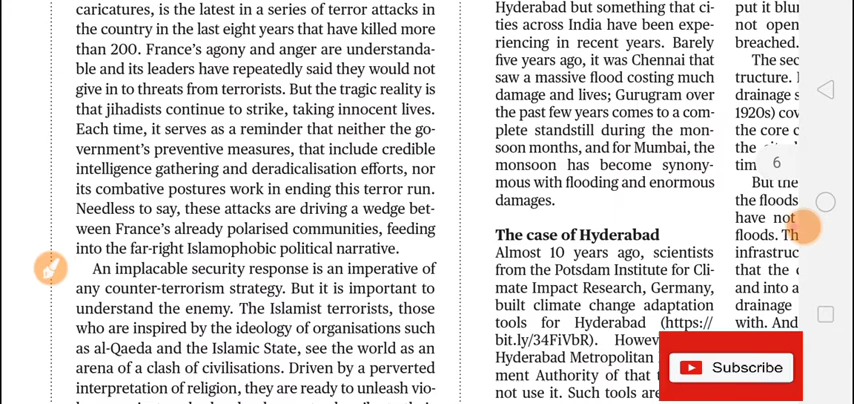 caricatures, is the latest in a series of terror attacks in
the country in the last eight years that have killed more
than 200. France's agony and anger are understanda-
ble and its leaders have repeatedly said they would not
give in to threats from terrorists. But the tragic reality is
that jihadists continue to strike, taking innocent lives.
Each time, it serves as a reminder that neither the go-
vernment's preventive measures, that include credible
intelligence gathering and deradicalisation efforts, nor
its combative postures work in ending this terror run.
Needless to say, these attacks are driving a wedge bet-
ween France's already polarised communities, feeding
into the far-right Islamophobic political narrative.
An implacable security response is an imperative of
any counter-terrorism strategy. But it is important to
understand the enemy. The Islamist terrorists, those
who are inspired by the ideology of organisations such
as al-Qaeda and the Islamic State, see the world as an
arena of a clash of civilisations. Driven by a perverted
interpretation of religion, they are ready to unleash vio-
Hyderabad but something that ci-
ties across India have been expe-
riencing in recent years. Barely
five years ago, it was Chennai that
saw a massive flood costing much
damage and lives; Gurugram over
the past few years comes to a com-
plete standstill during the mon-
soon months, and for Mumbai, the
monsoon has become synony-
mous with flooding and enormous
damages.
The case of Hyderabad
Almost 10 years ago, scientists
from the Potsdam Institute for Cli-
mate Impact Research, Germany,
built climate change adaptation
tools for Hyderabad (https://
bit.ly/34FiVbR). Howev
Hyderabad Metropolitan
ment Authority of that
not use it. Such tools are
put it blu
not open
breached.
The sec
tructure.
drainage s
1920s) cov
the core c
the
tim
But the
the floods
have not
floods. Th
infrastruc
that the
and into a
drainage
with. And
6
Subscribe